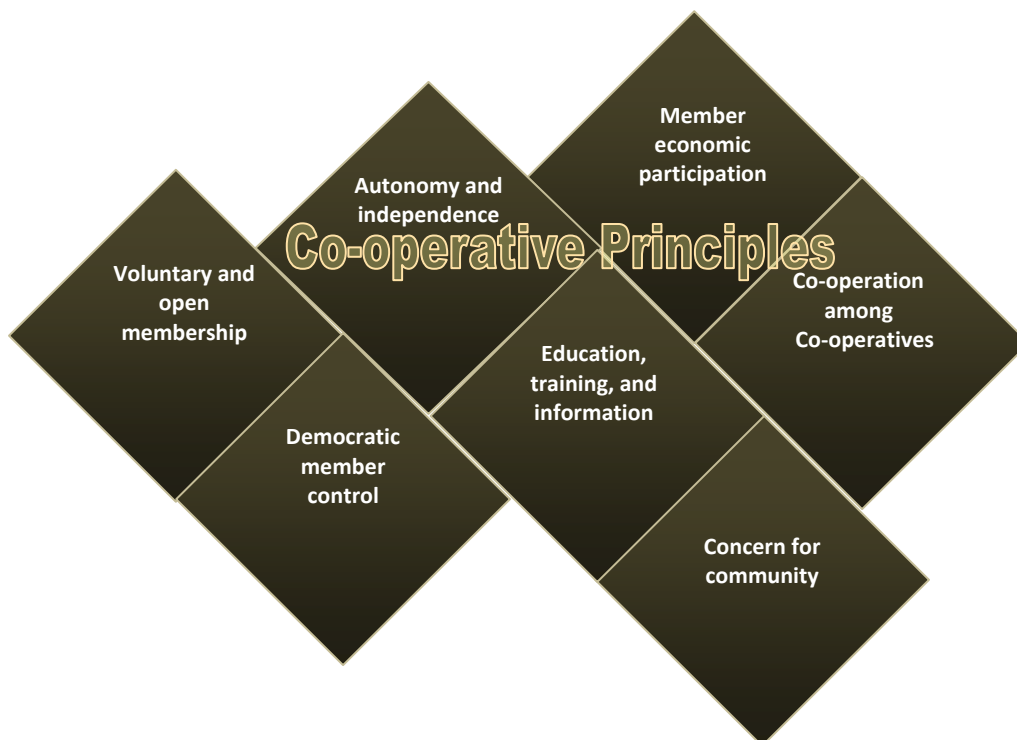 Member
economic
participation
Autonomy and
independence
Co-operative Principles
Voluntary and
open
membership
Co-operation
among
Co-operatives
Education,
training, and
information
Democratic
member
control
Concern for
community